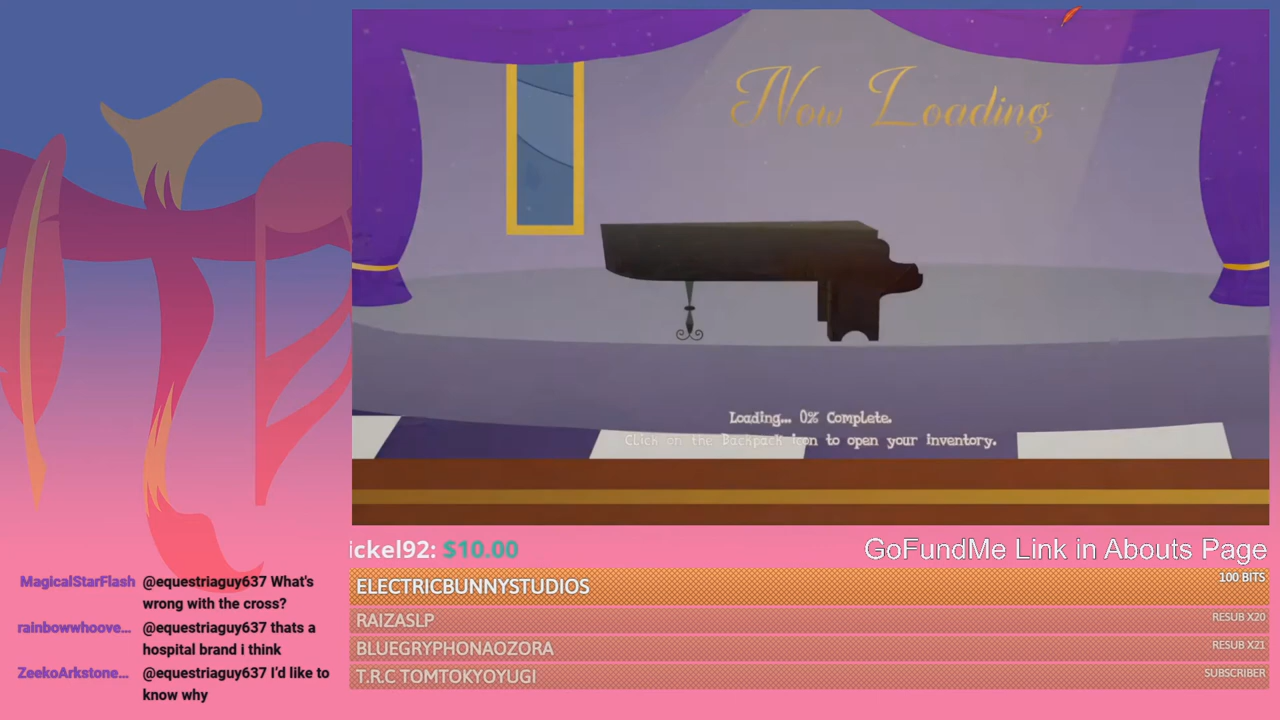 Now Loading
Loading... 0% Complete.
Click on the Backpack icon to open your inventory.
ickel92: $10.00
GoFundMe Link in Abouts Page
ELECTRICBUNNYSTUDIOS 100 BITS
RAIZASLP RESUB X20
BLUEGRYPHONAOZORA RESUB X21
T.R.C TOMTOKYOYUGI SUBSCRIBER
MagicalStarFlash @equestriaguy637 What's
wrong with the cross?
rainbowwhoove... @equestriaguy637 thats a
hospital brand i think
ZeekoArkstone... @equestriaguy637 I'd like to
know why